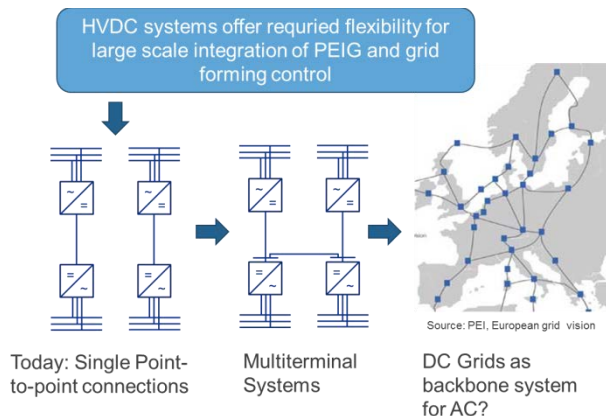 HVDC systems offer requried flexibility for
large scale integration of PEIG and grid
forming control
~
=
~
=
~
=
~
=
=
~
=
~
=
~
=
~
vision
Source: PEI, European grid vision
Today: Single Point-
to-point connections
Multiterminal
Systems
DC Grids as
backbone system
for AC?